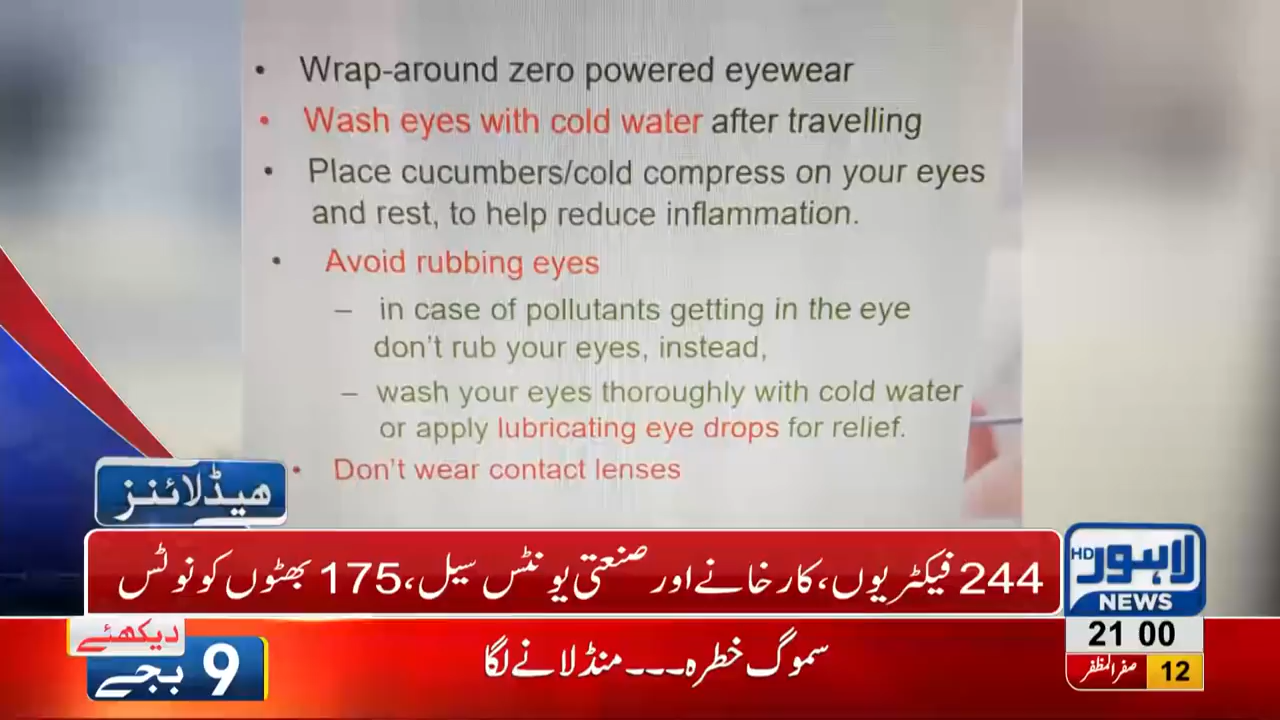 • Wrap-around zero powered eyewear
• Wash eyes with cold water after travelling
• Place cucumbers/cold compress on your eyes
and rest, to help reduce inflammation.
• Avoid rubbing eyes
– in case of pollutants getting in the eye
don't rub your eyes, instead,
– wash your eyes thoroughly with cold water
or apply lubricating eye drops for relief.
• Don't wear contact lenses
ھیڈلائنز
244 فیکٹریوں، کارخانے اور صنعتی یونٹس سیل، 175 بھٹوں کو نوٹس
لاہور HD
NEWS
21 00
12 صفر المظفر
دیکھئے
9 بجے
سموگ خطرہ۔۔۔ منڈلانے لگا